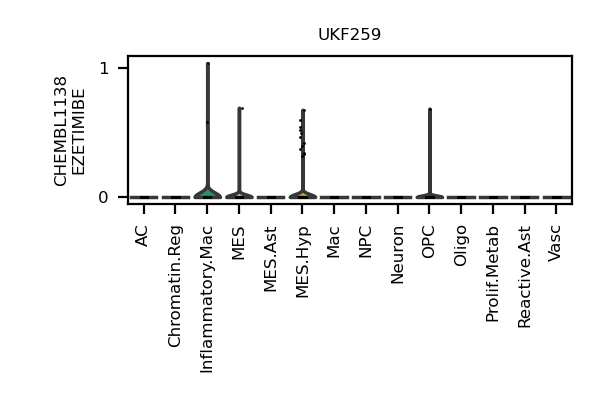 UKF259
CHEMBL1138
EZETIMIBE
1
0
AC
Chromatin.Reg
Inflammatory.Mac
MES
MES.Ast
MES.Hyp
Mac
NPC
Neuron
OPC
Oligo
Prolif.Metab
Reactive.Ast
Vasc